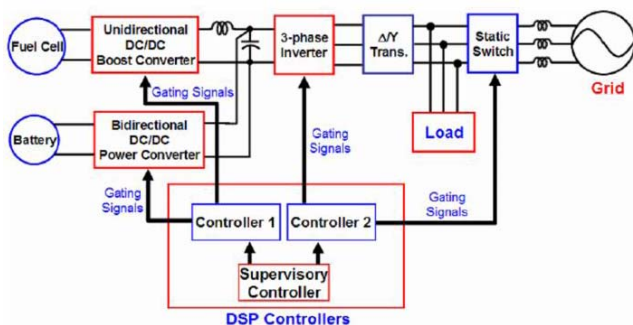 Fuel Cell
Unidirectional
DC/DC
Boost Converter
3-phase
Inverter
Δ/Y
Trans.
Static
Switch
Grid
Gating Signals
Battery
Bidirectional
DC/DC
Power Converter
Gating
Signals
Load
Gating
Signals
Gating
Signals
Controller 1
Controller 2
Supervisory
Controller
DSP Controllers